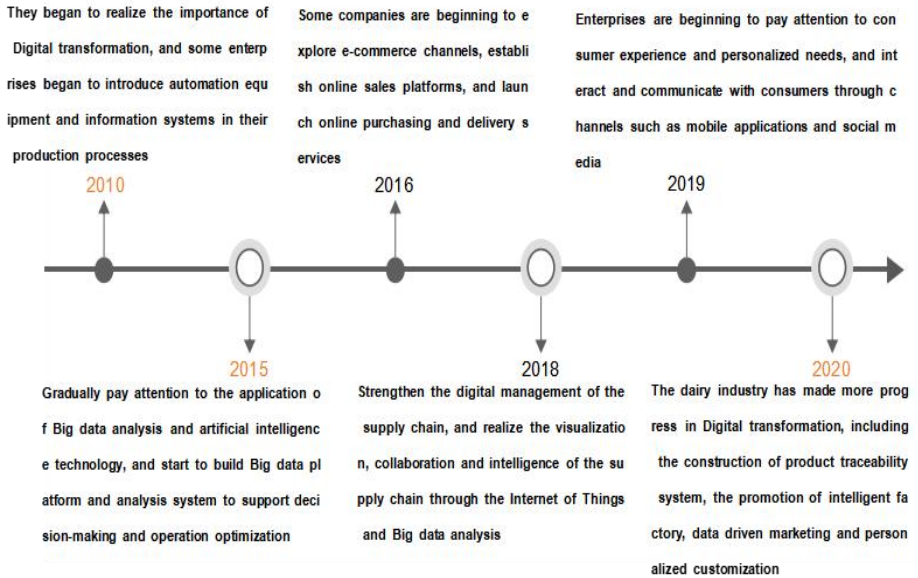 They began to realize the importance of
Digital transformation, and some enterp
rises began to introduce automation equ
ipment and information systems in their
production processes
2010
Some companies are beginning to e
xplore e-commerce channels, establi
sh online sales platforms, and laun
ch online purchasing and delivery s
ervices
2016
Enterprises are beginning to pay attention to con
sumer experience and personalized needs, and int
eract and communicate with consumers through c
hannels such as mobile applications and social m
edia
2019
2015
Gradually pay attention to the application o
f Big data analysis and artificial intelligenc
e technology, and start to build Big data pl
atform and analysis system to support deci
sion-making and operation optimization
2018
Strengthen the digital management of the
supply chain, and realize the visualizatio
n, collaboration and intelligence of the su
pply chain through the Internet of Things
and Big data analysis
2020
The dairy industry has made more prog
ress in Digital transformation, including
the construction of product traceability
system, the promotion of intelligent fa
ctory, data driven marketing and person
alized customization